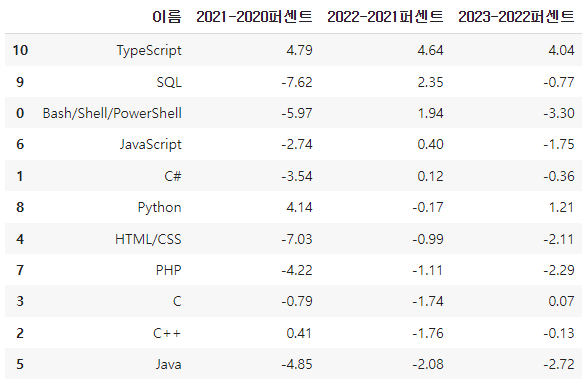 이름 2021-2020퍼센트 2022-2021퍼센트 2023-2022퍼센트
10 TypeScript 4.79 4.64 4.04
9 SQL -7.62 2.35 -0.77
0 Bash/Shell/PowerShell -5.97 1.94 -3.30
6 JavaScript -2.74 0.40 -1.75
1 C# -3.54 0.12 -0.36
8 Python 4.14 -0.17 1.21
4 HTML/CSS -7.03 -0.99 -2.11
7 PHP -4.22 -1.11 -2.29
3 C -0.79 -1.74 0.07
2 C++ 0.41 -1.76 -0.13
5 Java -4.85 -2.08 -2.72